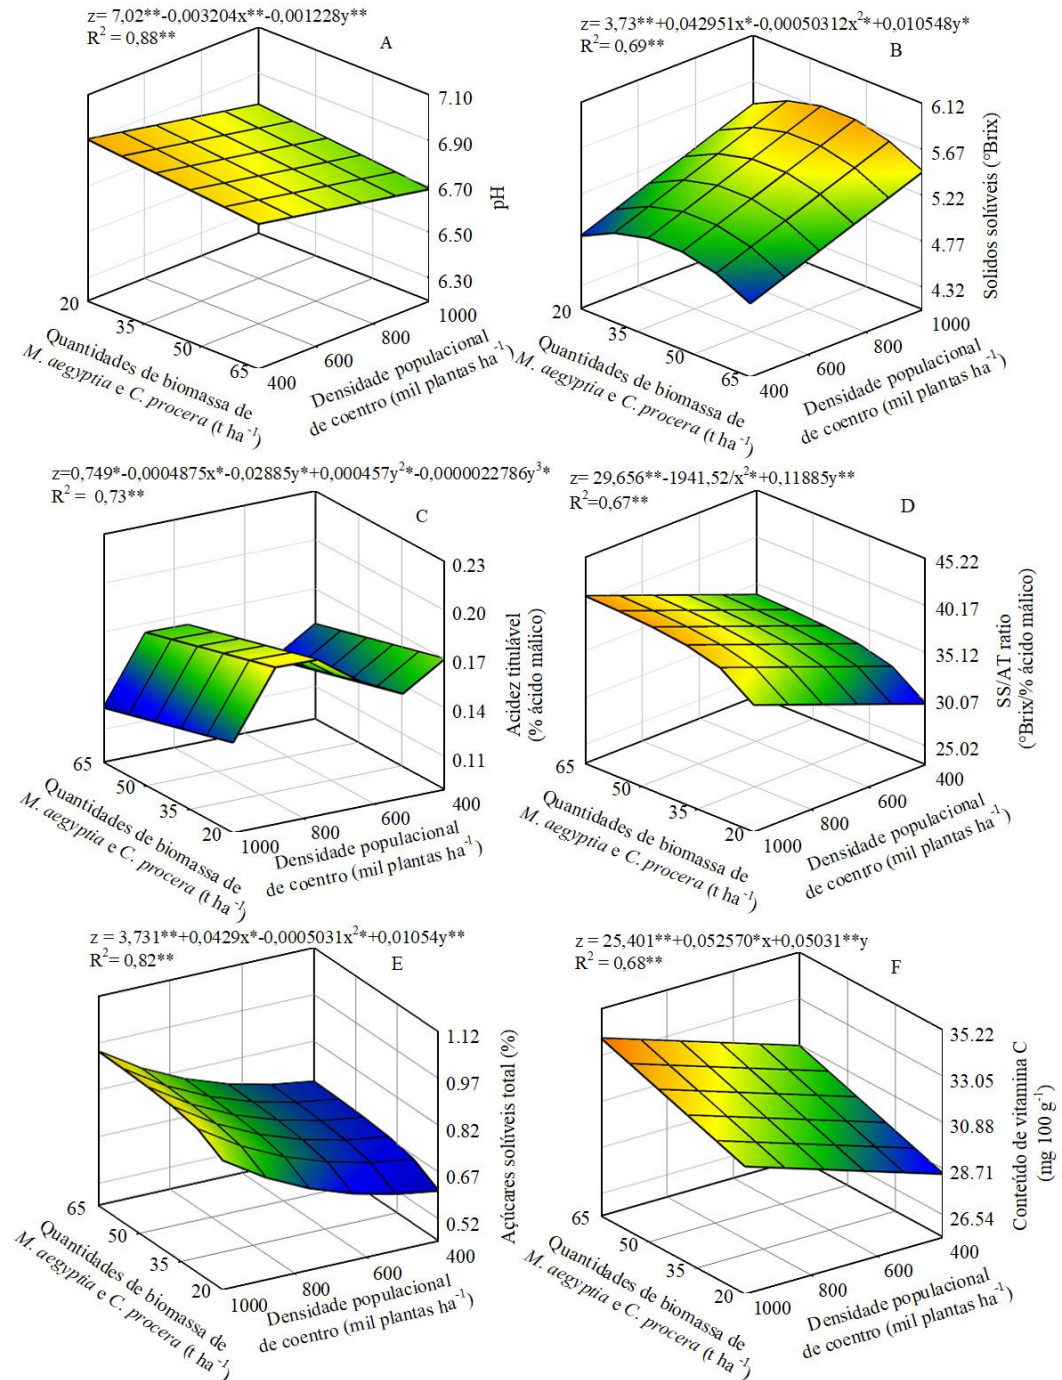 z= 7,02**-0,003204x**-0,001228y**
R² = 0,88**
A
7.10
6.90
6.70
6.50
6.30
pH
20
35
50
65
400
600
800
1000
Quantidades de biomassa de
M. aegyptia e C. procera (t ha⁻¹)
Densidade populacional
de coentro (mil plantas ha⁻¹)
z= 3,73**+0,042951x*-0,00050312x²*+0,010548y*
R²= 0,69**
B
6.12
5.67
5.22
4.77
4.32
Solidos solúveis (°Brix)
20
35
50
65
400
600
800
1000
Quantidades de biomassa de
M. aegyptia e C. procera (t ha⁻¹)
Densidade populacional
de coentro (mil plantas ha⁻¹)
z=0,749*-0,0004875x*-0,02885y*+0,000457y²*-0,0000022786y³*
R² = 0,73**
C
0.23
0.20
0.17
0.14
0.11
Acidez titulável
(% ácido málico)
65
50
35
20
1000
800
600
400
Quantidades de biomassa de
M. aegyptia e C. procera (t ha⁻¹)
Densidade populacional
de coentro (mil plantas ha⁻¹)
z= 29,656**-1941,52/x²*+0,11885y**
R²=0,67**
D
45.22
40.17
35.12
30.07
25.02
SS/AT ratio
(°Brix/% ácido málico)
65
50
35
20
1000
800
600
400
Quantidades de biomassa de
M. aegyptia e C. procera (t ha⁻¹)
Densidade populacional
de coentro (mil plantas ha⁻¹)
z = 3,731**+0,0429x*-0,0005031x²*+0,01054y**
R²= 0,82**
E
1.12
0.97
0.82
0.67
0.52
Açúcares solúveis total (%)
65
50
35
20
1000
800
600
400
Quantidades de biomassa de
M. aegyptia e C. procera (t ha⁻¹)
Densidade populacional
de coentro (mil plantas ha⁻¹)
z = 25,401**+0,052570*x+0,05031**y
R² = 0,68**
F
35.22
33.05
30.88
28.71
26.54
Conteúdo de vitamina C
(mg 100 g⁻¹)
65
50
35
20
1000
800
600
400
Quantidades de biomassa de
M. aegyptia e C. procera (t ha⁻¹)
Densidade populacional
de coentro (mil plantas ha⁻¹)